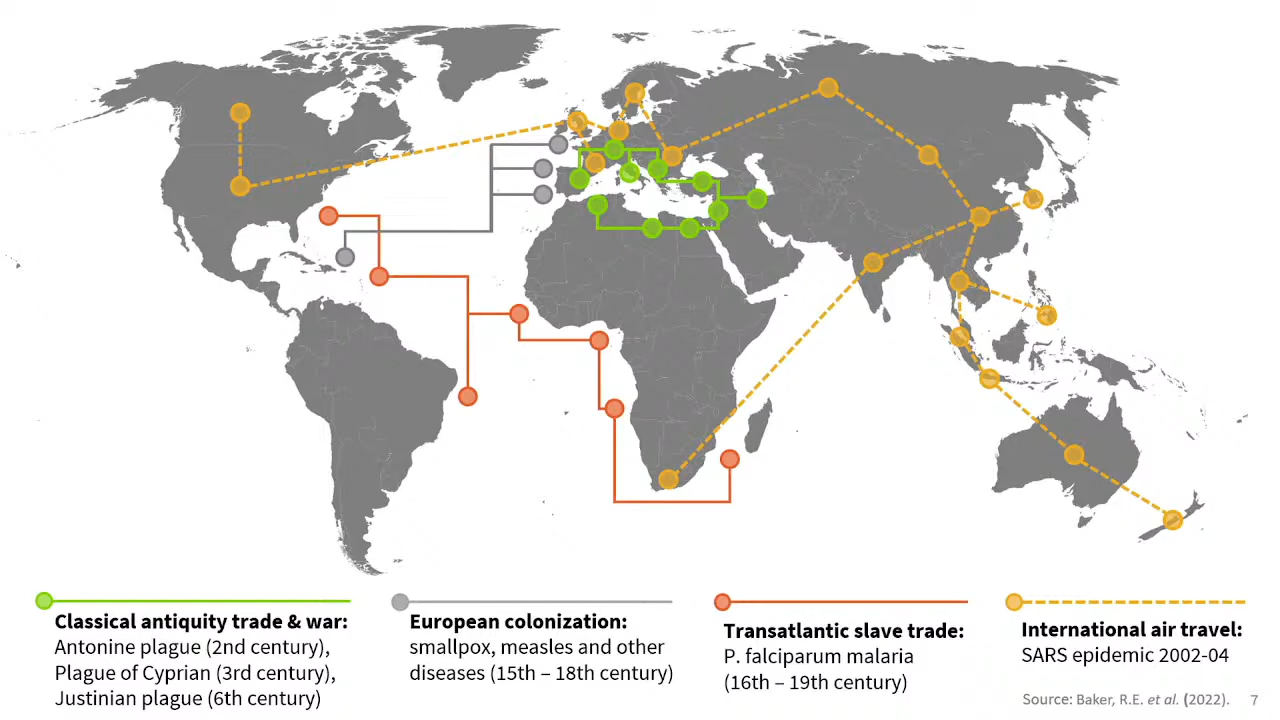 Classical antiquity trade & war:
Antonine plague (2nd century),
Plague of Cyprian (3rd century),
Justinian plague (6th century)
European colonization:
smallpox, measles and other
diseases (15th – 18th century)
Transatlantic slave trade:
P. falciparum malaria
(16th – 19th century)
International air travel:
SARS epidemic 2002-04
Source: Baker, R.E. et al. (2022). 7